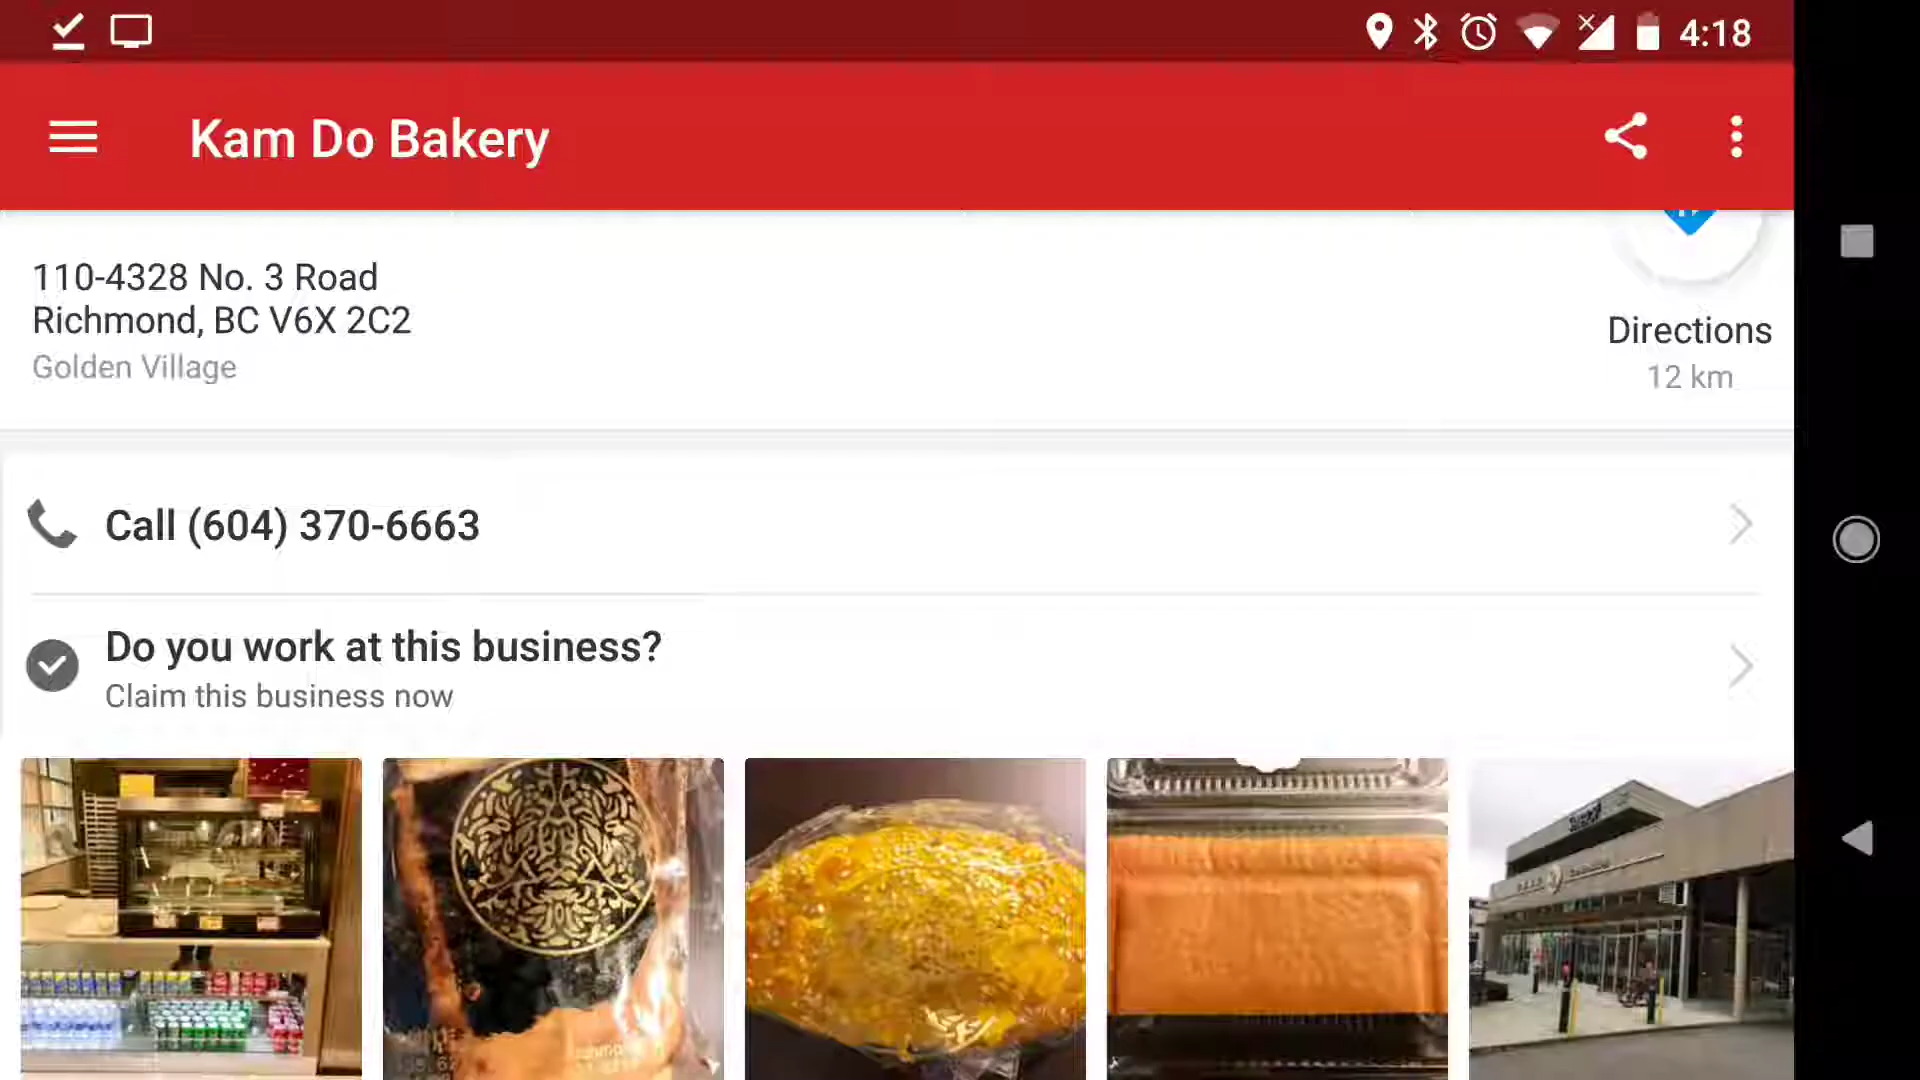 4:18
Kam Do Bakery
110-4328 No. 3 Road
Richmond, BC V6X 2C2
Golden Village
Directions
12 km
Call (604) 370-6663
Do you work at this business?
Claim this business now